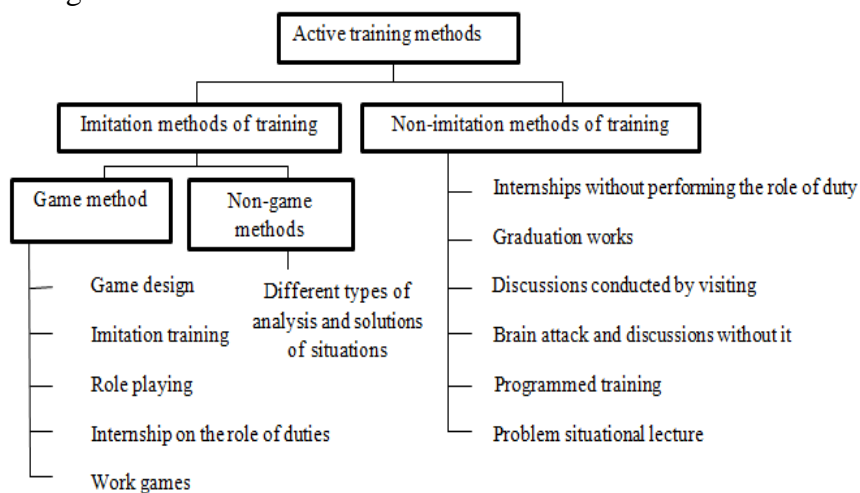 Active training methods
Imitation methods of training
Non-imitation methods of training
Game method
Non-game
methods
Game design
Imitation training
Role playing
Internship on the role of duties
Work games
Different types of
analysis and solutions
of situations
Internships without performing the role of duty
Graduation works
Discussions conducted by visiting
Brain attack and discussions without it
Programmed training
Problem situational lecture